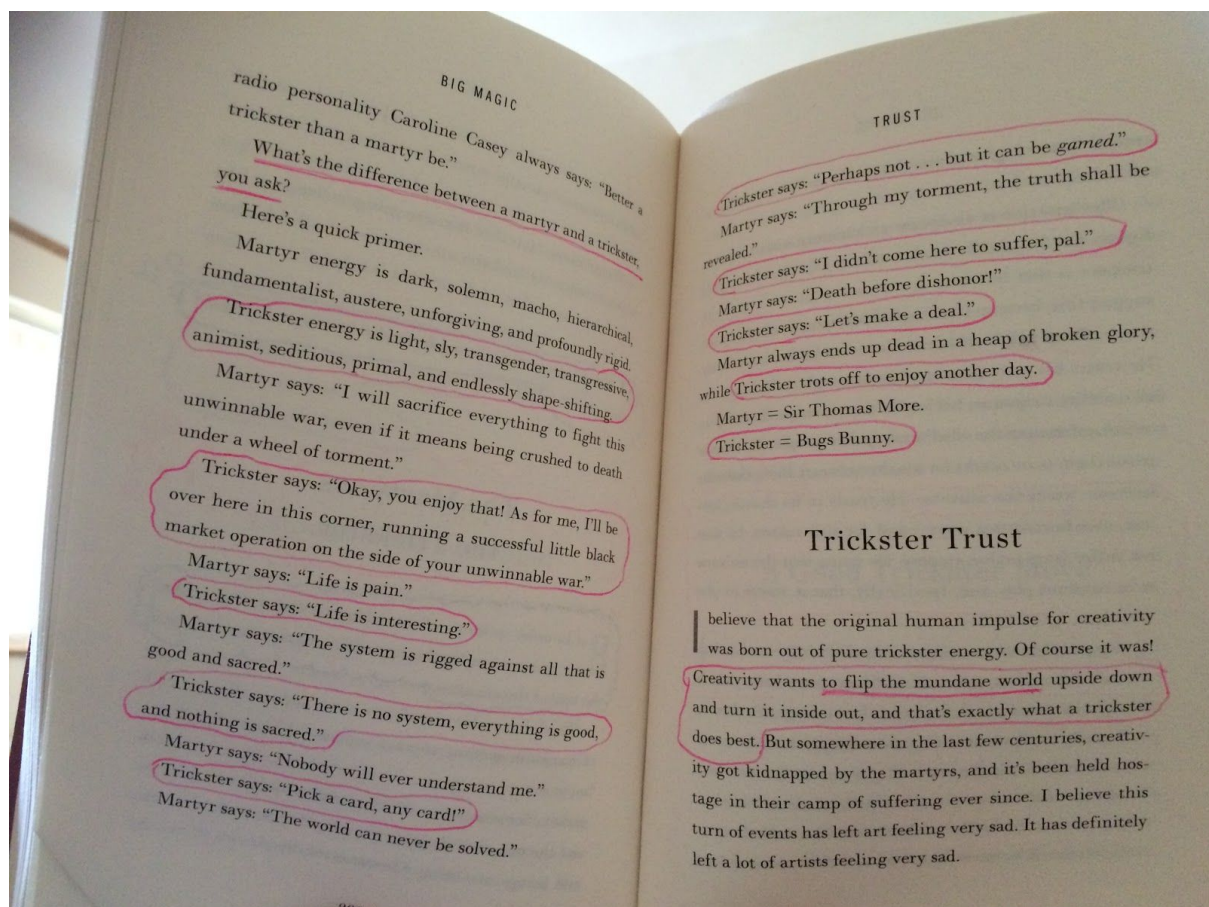 BIG MAGIC
radio personality Caroline Casey always says: “Better a
trickster than a martyr be.”
What’s the difference between a martyr and a trickster,
you ask?
Here’s a quick primer.
Martyr energy is dark, solemn, macho, hierarchical,
fundamentalist, austere, unforgiving, and profoundly rigid.
Trickster energy is light, sly, transgender, transgressive,
animist, seditious, primal, and endlessly shape-shifting.
Martyr says: “I will sacrifice everything to fight this
unwinnable war, even if it means being crushed to death
under a wheel of torment.”
Trickster says: “Okay, you enjoy that! As for me, I’ll be
over here in this corner, running a successful little black
market operation on the side of your unwinnable war.”
Martyr says: “Life is pain.”
Trickster says: “Life is interesting.”
Martyr says: “The system is rigged against all that is
good and sacred.”
Trickster says: “There is no system, everything is good,
and nothing is sacred.”
Martyr says: “Nobody will ever understand me.”
Trickster says: “Pick a card, any card!”
Martyr says: “The world can never be solved.”
TRUST
Trickster says: “Perhaps not . . . but it can be gamed.”
Martyr says: “Through my torment, the truth shall be
revealed.”
Trickster says: “I didn’t come here to suffer, pal.”
Martyr says: “Death before dishonor!”
Trickster says: “Let’s make a deal.”
Martyr always ends up dead in a heap of broken glory,
while Trickster trots off to enjoy another day.
Martyr = Sir Thomas More.
Trickster = Bugs Bunny.
Trickster Trust
I believe that the original human impulse for creativity
was born out of pure trickster energy. Of course it was!
Creativity wants to flip the mundane world upside down
and turn it inside out, and that’s exactly what a trickster
does best. But somewhere in the last few centuries, creativ-
ity got kidnapped by the martyrs, and it’s been held hos-
tage in their camp of suffering ever since. I believe this
turn of events has left art feeling very sad. It has definitely
left a lot of artists feeling very sad.